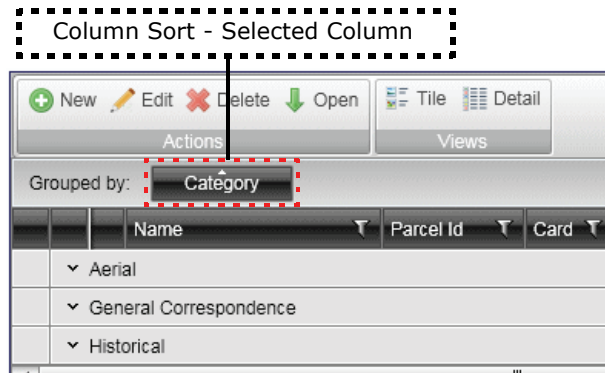 Column Sort - Selected Column
New Edit Delete Open Tile Detail
Actions Views
Grouped by: Category
Name Parcel Id Card
Aerial
General Correspondence
Historical